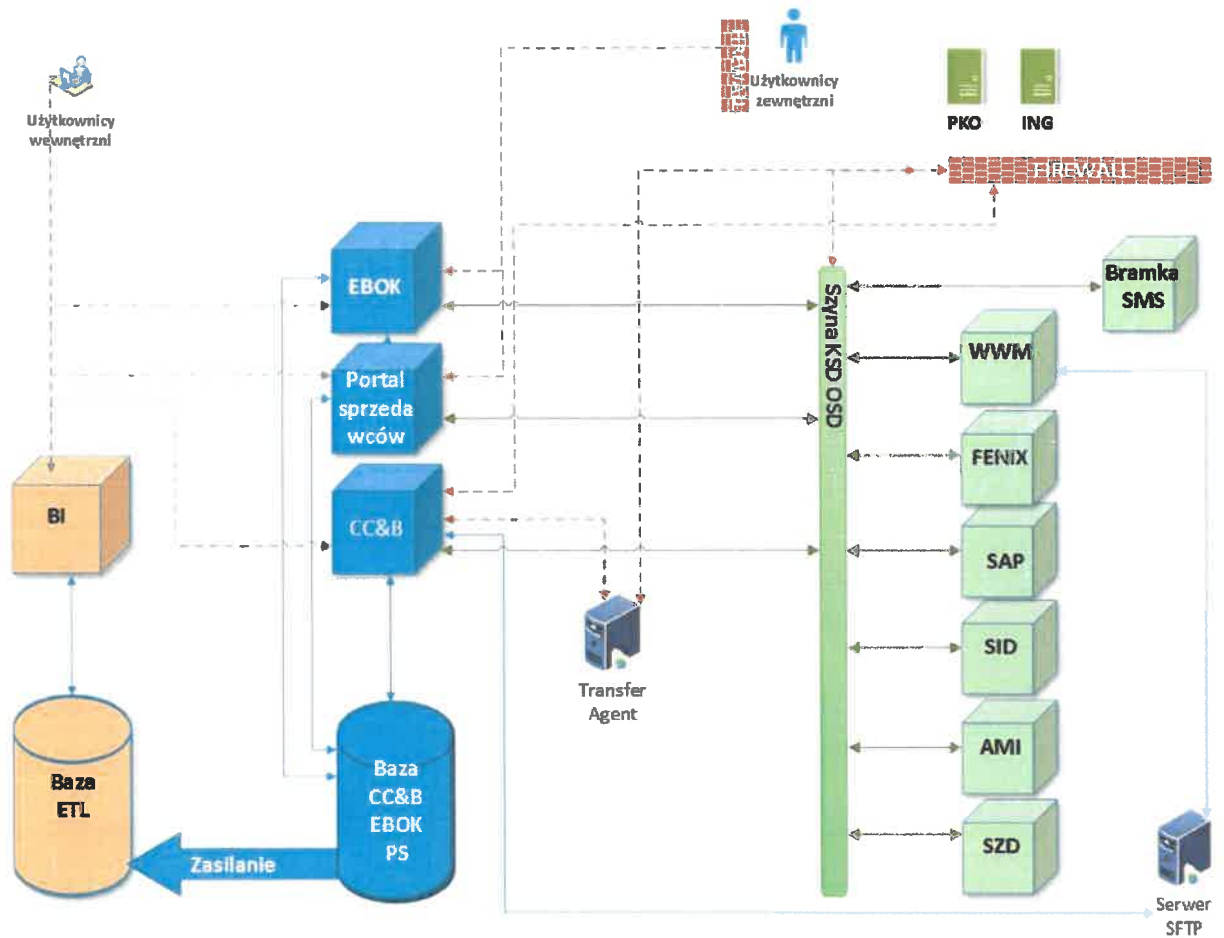 Użytkownicy
wewnętrzni
FIREWALL
Użytkownicy
zewnętrzni
PKO
ING
FIREWALL
EBOK
Portal
sprzeda
wców
CC&B
BI
Szyna KSD OSD
Bramka
SMS
WWM
FENIX
SAP
SID
AMI
SZD
Transfer
Agent
Baza
ETL
Zasilanie
Baza
CC&B
EBOK
PS
Serwer
SFTP